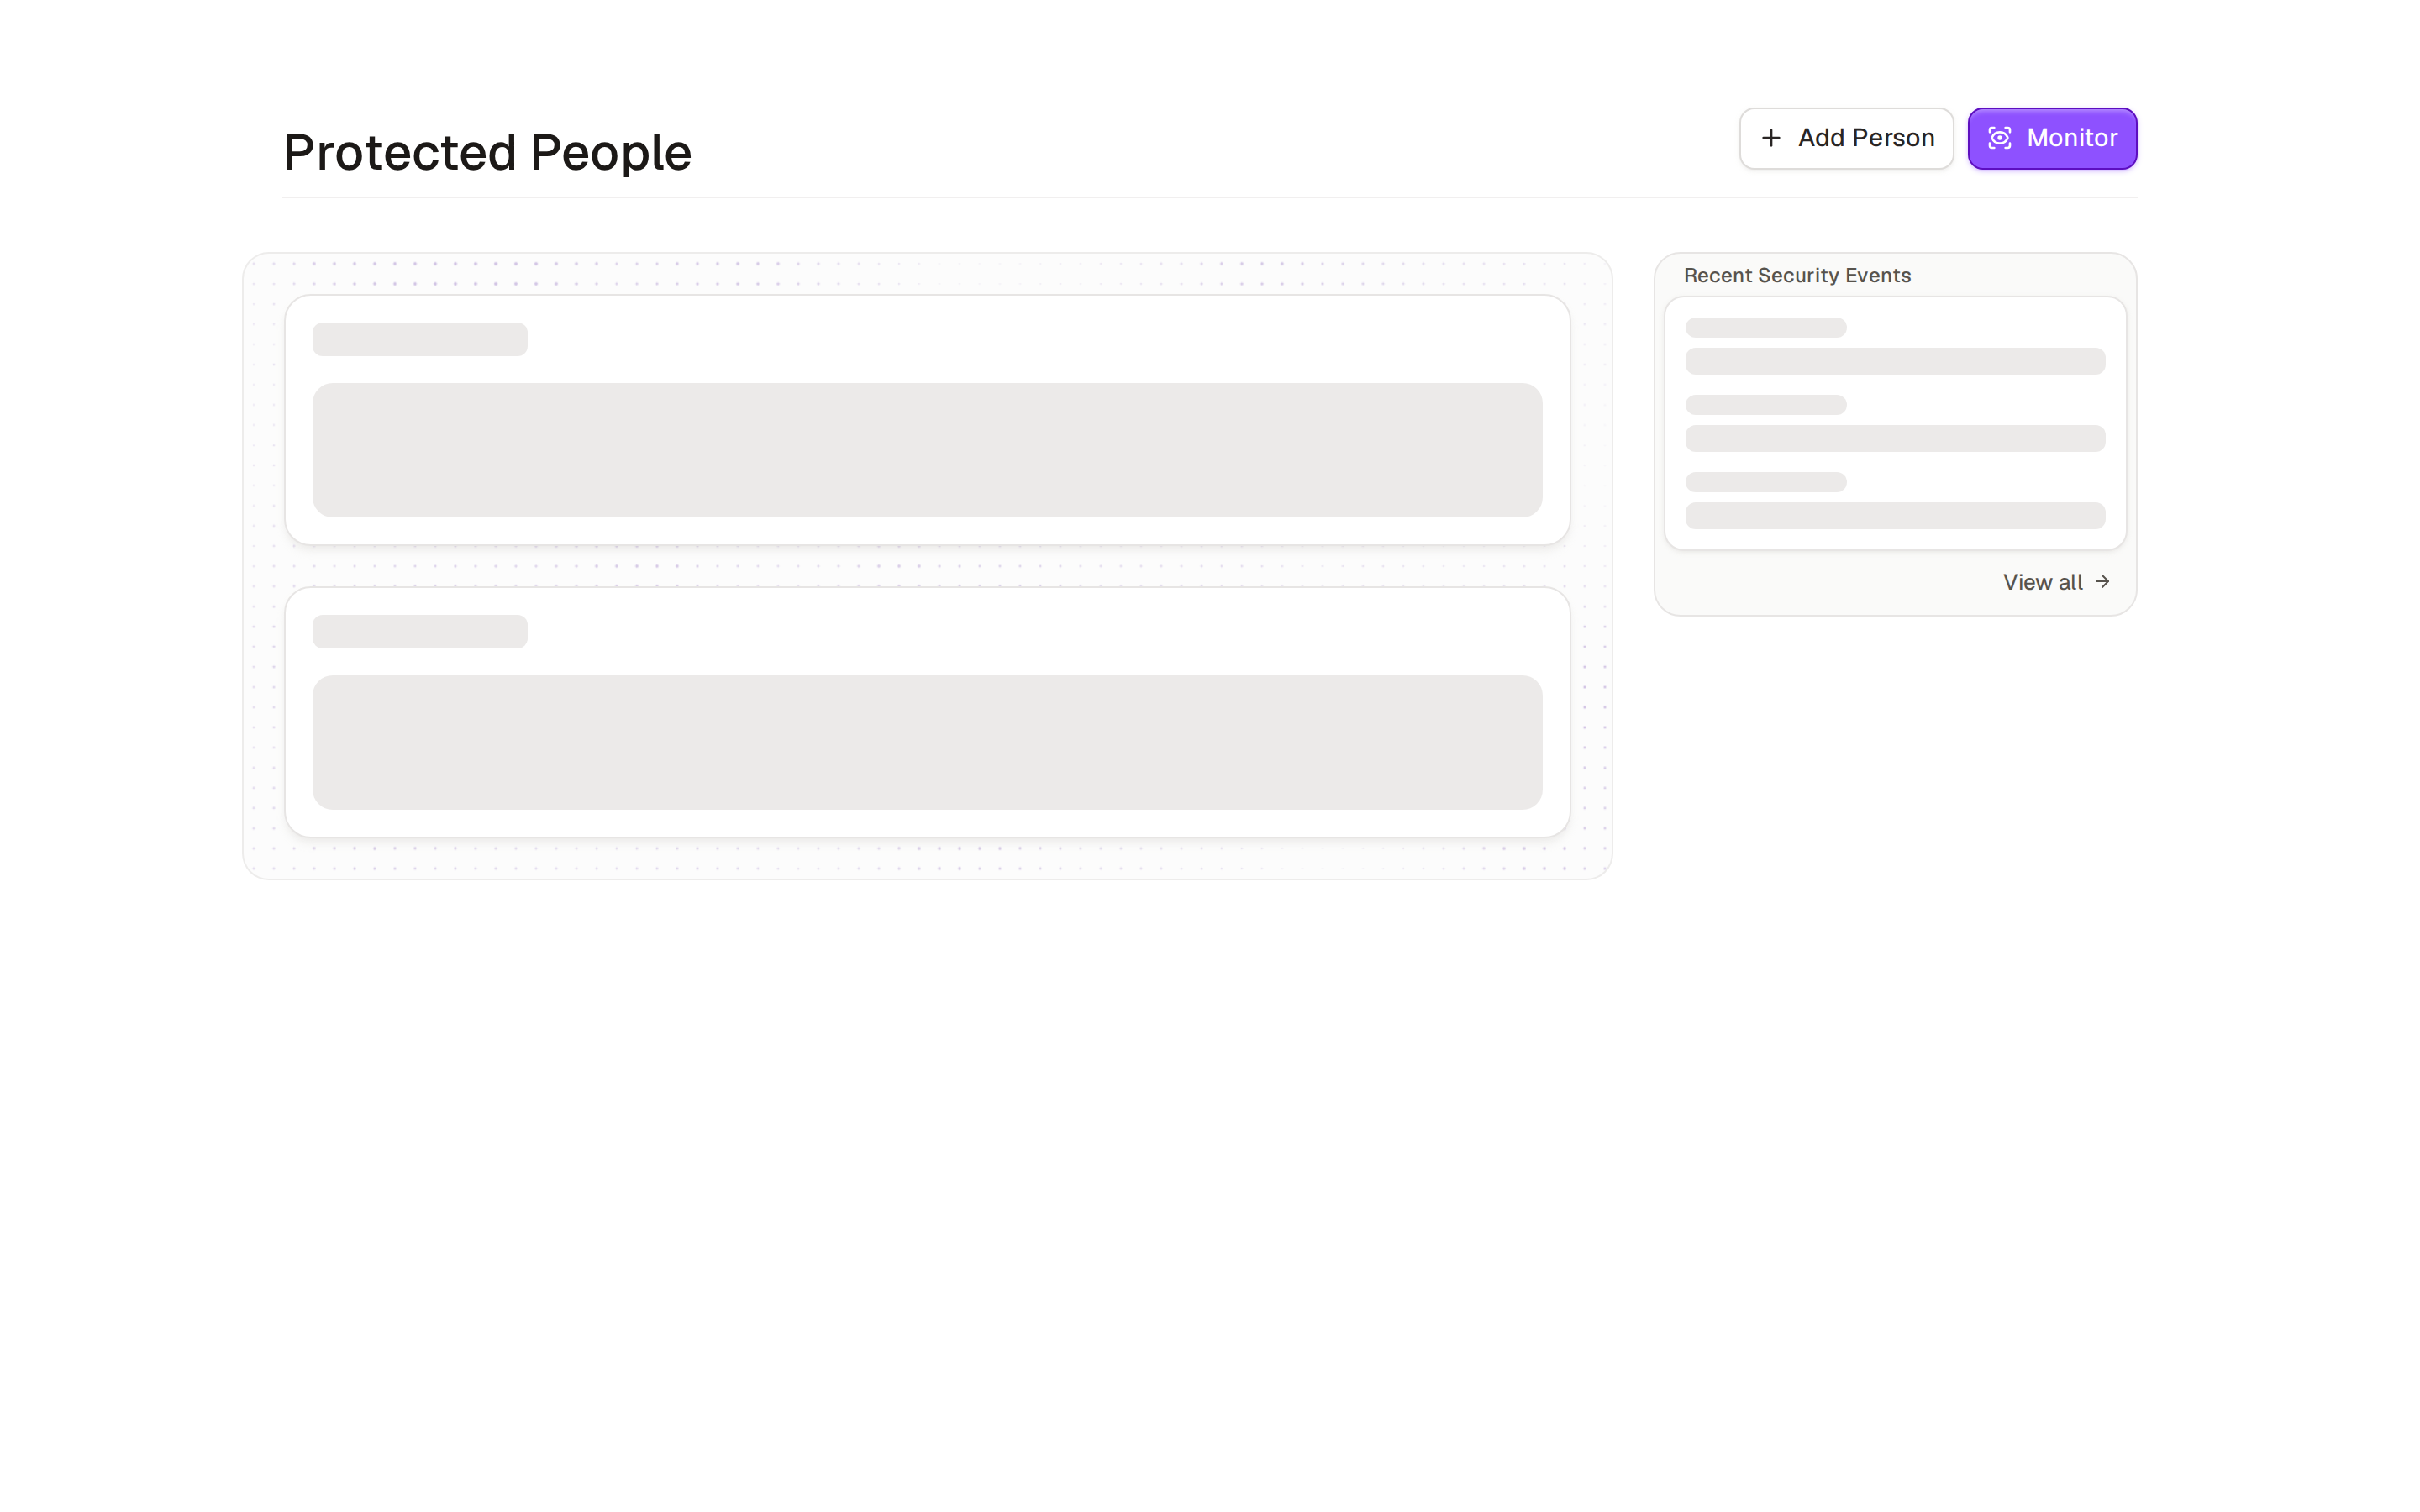 Protected People
Add Person
Monitor
Recent Security Events
View all